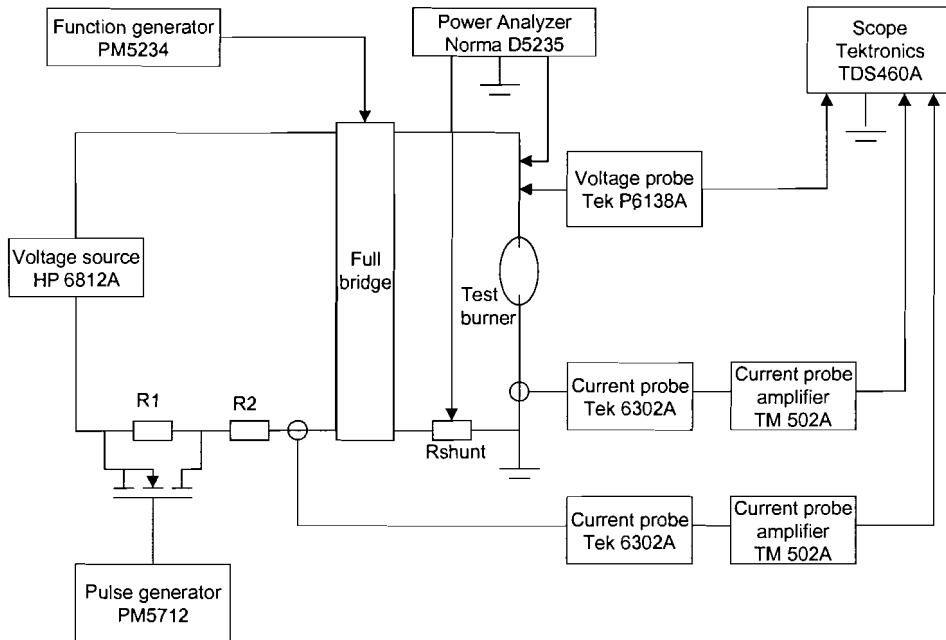 Function generator
PM5234
Power Analyzer
Norma D5235
Scope
Tektronics
TDS460A
Voltage probe
Tek P6138A
Voltage source
HP 6812A
Full
bridge
Test
burner
R1
R2
Rshunt
Current probe
Tek 6302A
Current probe
amplifier
TM 502A
Current probe
Tek 6302A
Current probe
amplifier
TM 502A
Pulse generator
PM5712